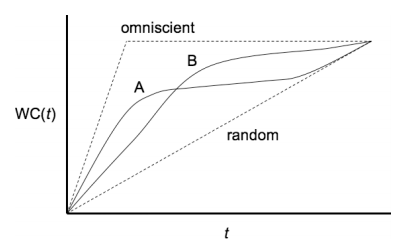 omniscient
B
A
WC(t)
random
t